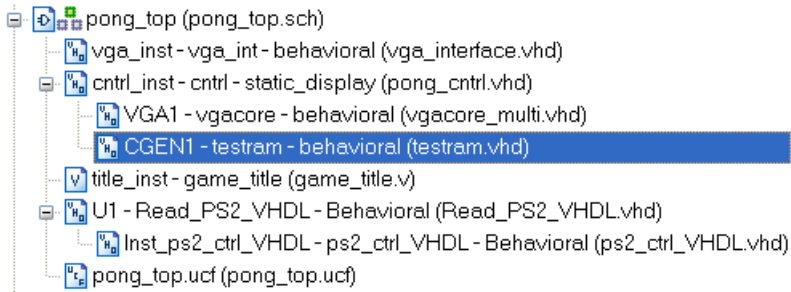 pong_top (pong_top.sch)
vga_inst - vga_int - behavioral (vga_interface.vhd)
cntrl_inst - cntrl - static_display (pong_cntrl.vhd)
VGA1 - vgacore - behavioral (vgacore_multi.vhd)
CGEN1 - testram - behavioral (testram.vhd)
title_inst - game_title (game_title.v)
U1 - Read_PS2_VHDL - Behavioral (Read_PS2_VHDL.vhd)
Inst_ps2_ctrl_VHDL - ps2_ctrl_VHDL - Behavioral (ps2_ctrl_VHDL.vhd)
pong_top.ucf (pong_top.ucf)